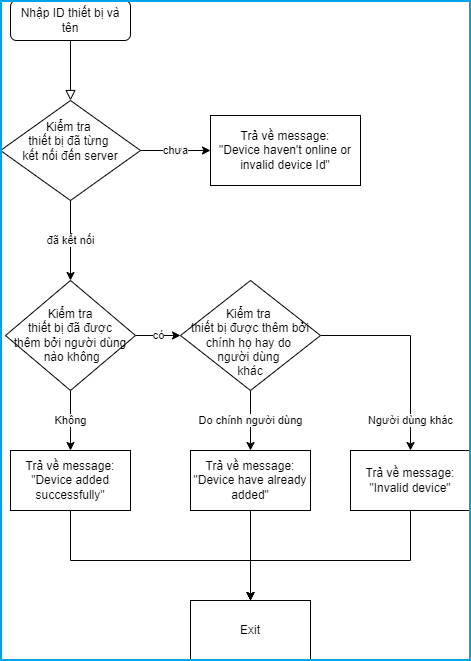 Nhập ID thiết bị và
tên
Kiểm tra
thiết bị đã từng
kết nối đến server
chưa
Trả về message:
"Device haven't online or
invalid device Id"
đã kết nối
Kiểm tra
thiết bị đã được
thêm bởi người dùng
nào không
có
Kiểm tra
thiết bị được thêm bởi
chính họ hay do
người dùng
khác
Không
Do chính người dùng
Người dùng khác
Trả về message:
"Device added
successfully"
Trả về message:
"Device have already
added"
Trả về message:
"Invalid device"
Exit